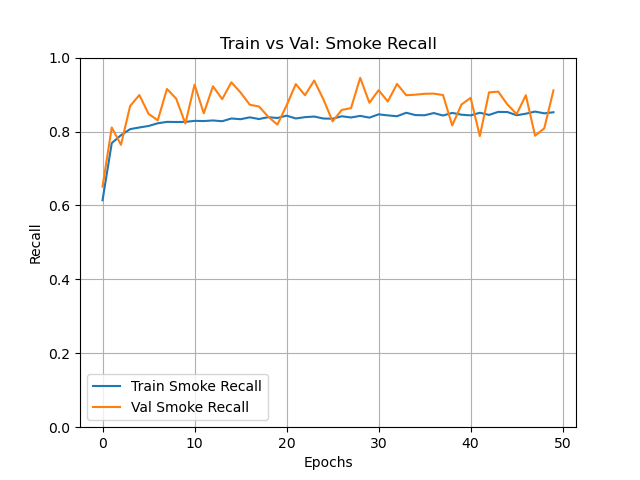 Train vs Val: Smoke Recall
1.0
0.8
0.6
0.4
0.2
0.0
Recall
Train Smoke Recall
Val Smoke Recall
0 10 20 30 40 50
Epochs